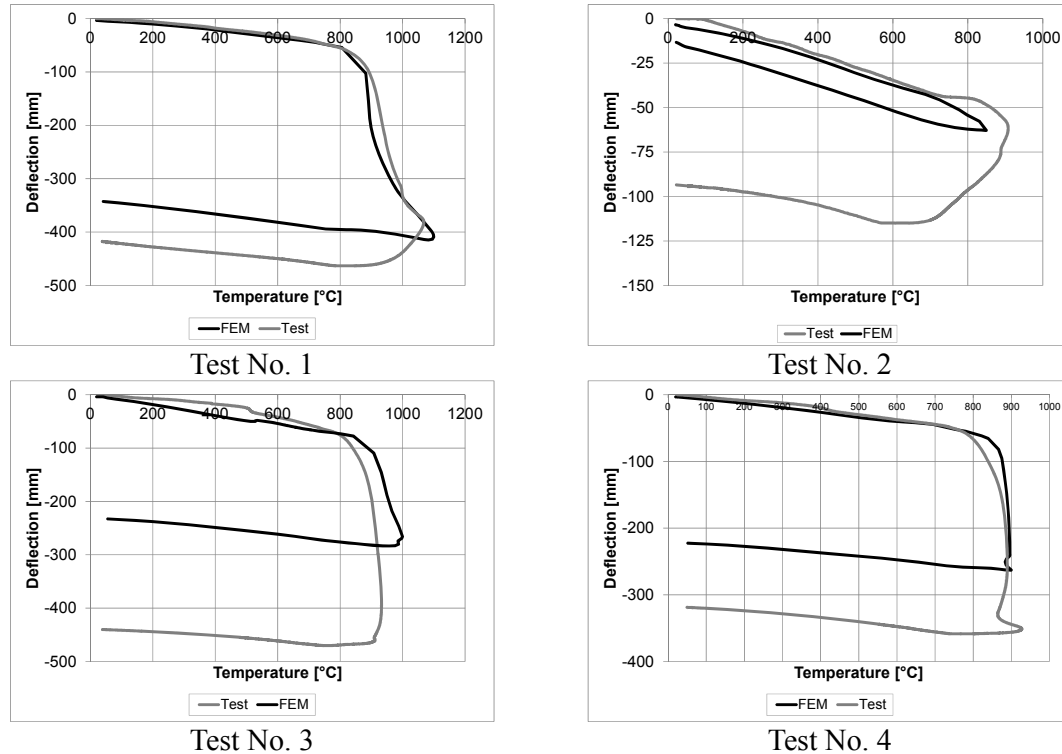 0
0 200 400 600 800 1000 1200
-100
-200
-300
-400
-500
Deflection [mm]
Temperature [°C]
FEM Test
Test No. 1
0
0 200 400 600 800 1000
-25
-50
-75
-100
-125
-150
Deflection [mm]
Temperature [°C]
Test FEM
Test No. 2
0
0 200 400 600 800 1000 1200
-100
-200
-300
-400
-500
Deflection [mm]
Temperature [°C]
Test FEM
Test No. 3
0
0 100 200 300 400 500 600 700 800 900 1000
-100
-200
-300
-400
Deflection [mm]
Temperature [°C]
FEM Test
Test No. 4